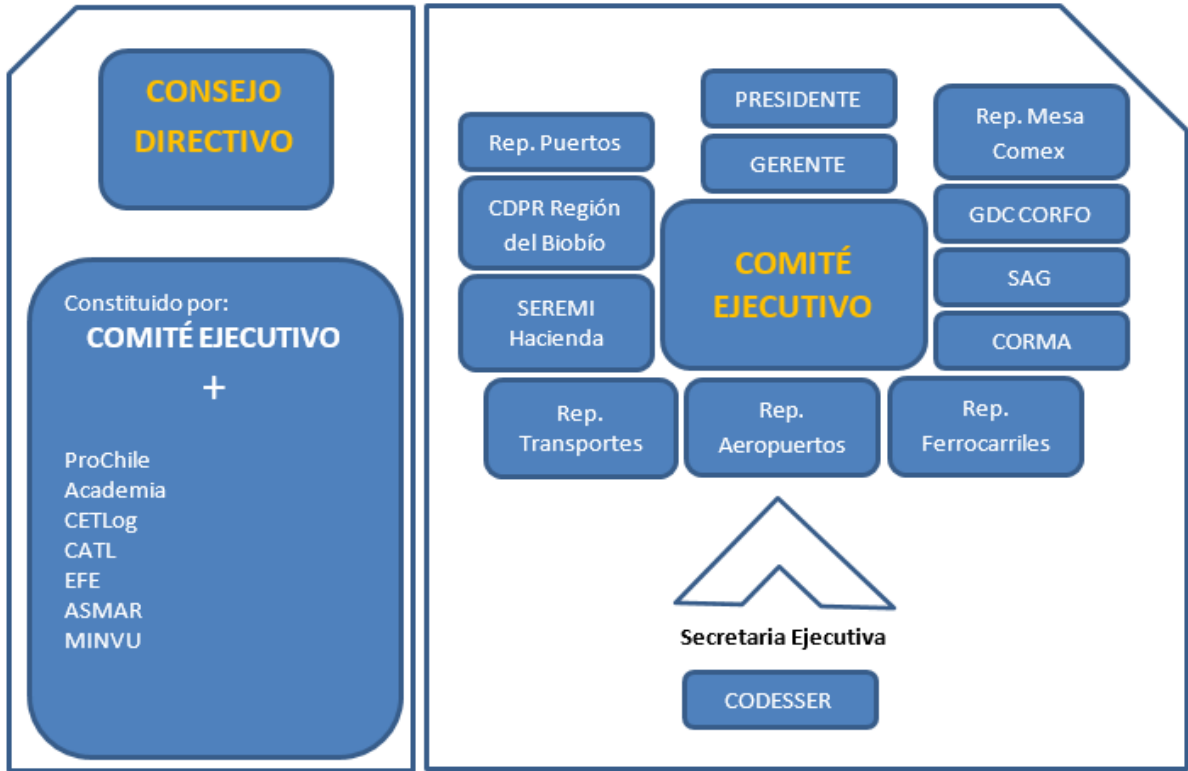 CONSEJO
DIRECTIVO
Constituido por:
COMITÉ EJECUTIVO
+
ProChile
Academia
CETLog
CATL
EFE
ASMAR
MINVU
PRESIDENTE
GERENTE
Rep. Puertos
CDPR Región
del Biobío
SEREMI
Hacienda
COMITÉ
EJECUTIVO
Rep. Mesa
Comex
GDC CORFO
SAG
CORMA
Rep.
Transportes
Rep.
Aeropuertos
Rep.
Ferrocarriles
Secretaria Ejecutiva
CODESSER